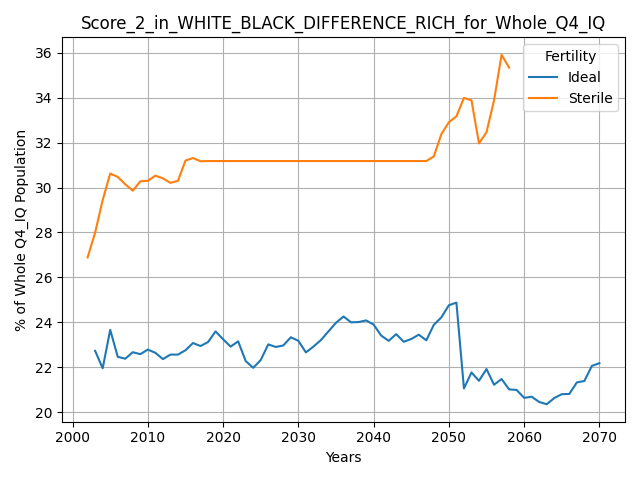 Score_2_in_WHITE_BLACK_DIFFERENCE_RICH_for_Whole_Q4_IQ
Fertility
Ideal
Sterile
% of Whole Q4_IQ Population
36
34
32
30
28
26
24
22
20
2000 2010 2020 2030 2040 2050 2060 2070
Years